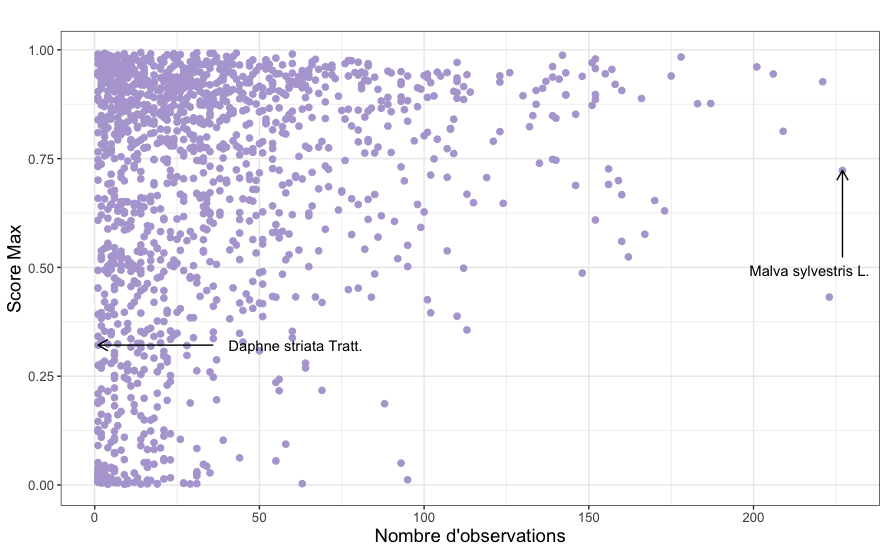 1.00
0.75
0.50
0.25
0.00
Score Max
Malva sylvestris L.
Daphne striata Tratt.
0
50
100
150
200
Nombre d'observations